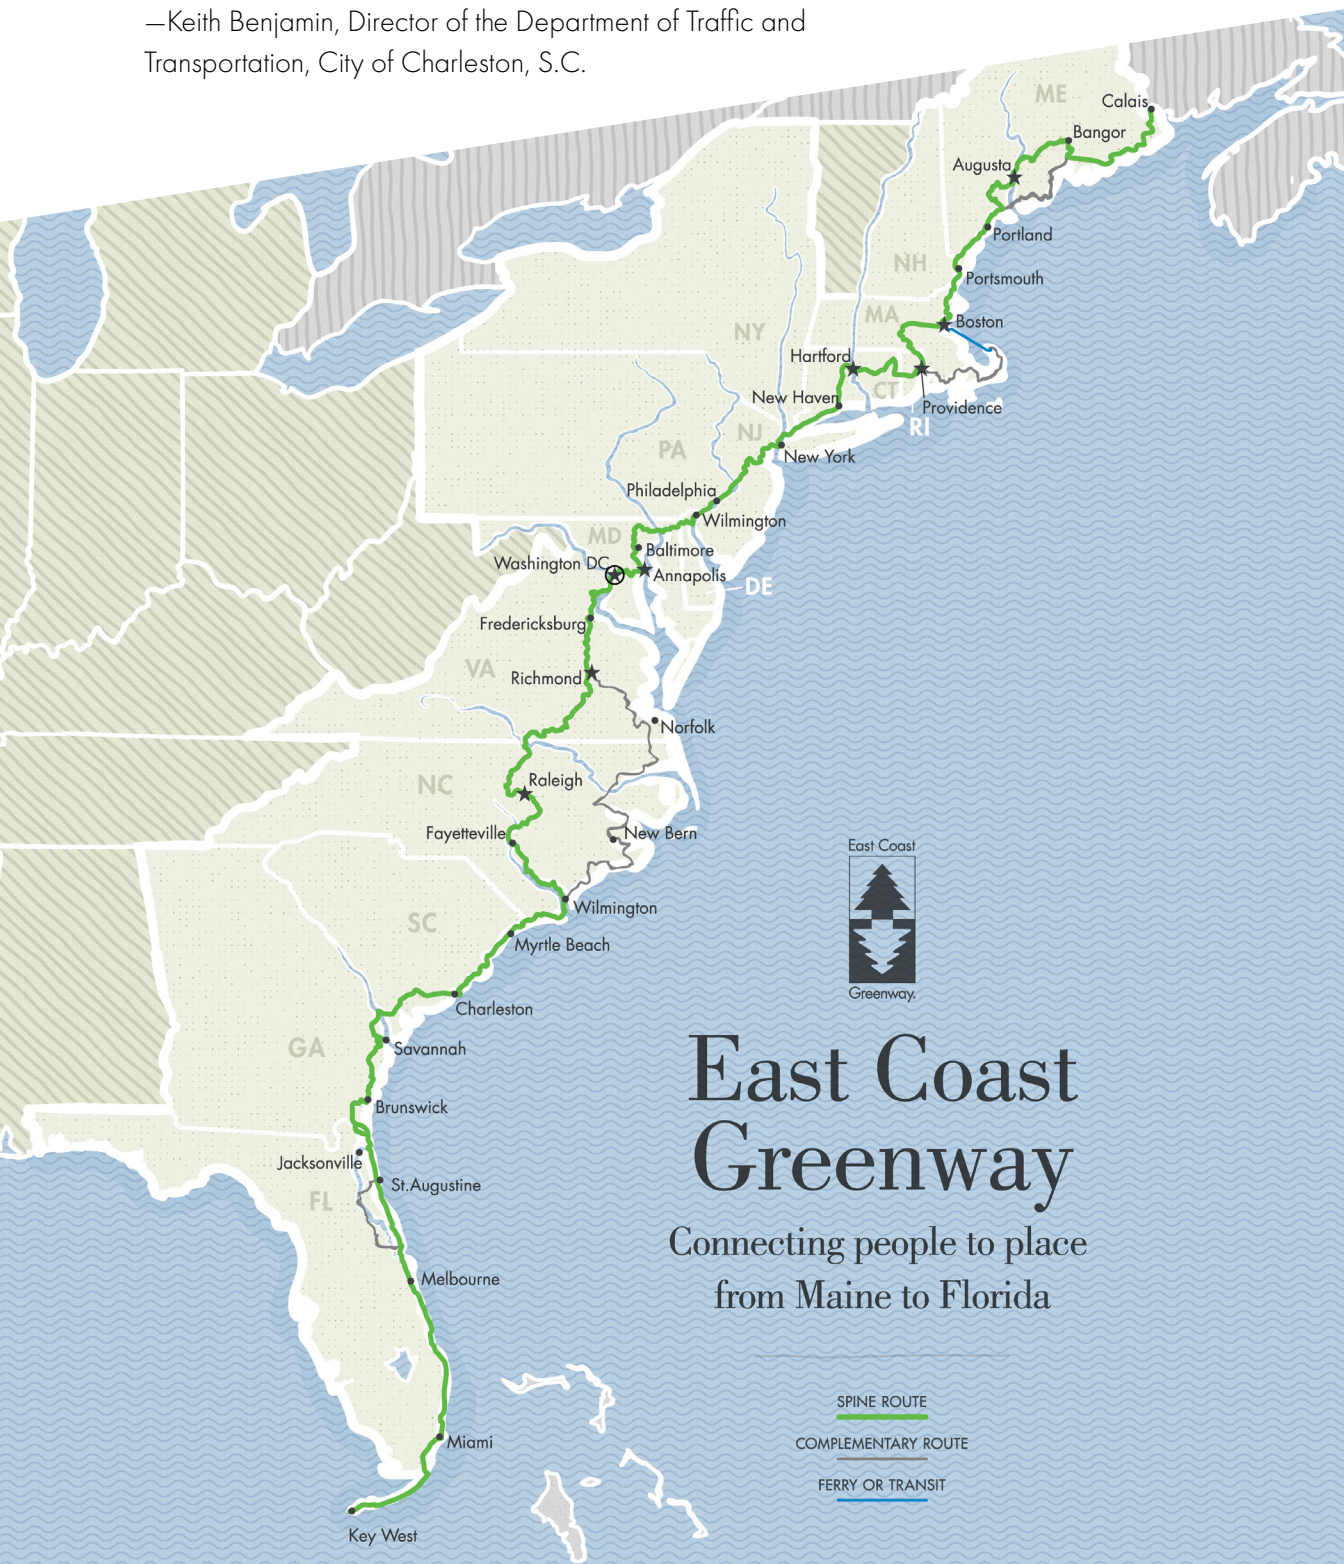 —Keith Benjamin, Director of the Department of Traffic and
Transportation, City of Charleston, S.C.
ME
Calais
Bangor
Augusta
Portland
NH
Portsmouth
MA
Boston
NY
Hartford
CT
New Haven
Providence
RI
NJ
PA
New York
Philadelphia
Wilmington
MD
Baltimore
Washington DC
Annapolis
DE
Fredericksburg
VA
Richmond
Norfolk
NC
Raleigh
Fayetteville
New Bern
Wilmington
SC
Myrtle Beach
Charleston
GA
Savannah
Brunswick
Jacksonville
St.Augustine
FL
Melbourne
Miami
Key West
East Coast
Greenway.
East Coast
Greenway
Connecting people to place
from Maine to Florida
SPINE ROUTE
COMPLEMENTARY ROUTE
FERRY OR TRANSIT